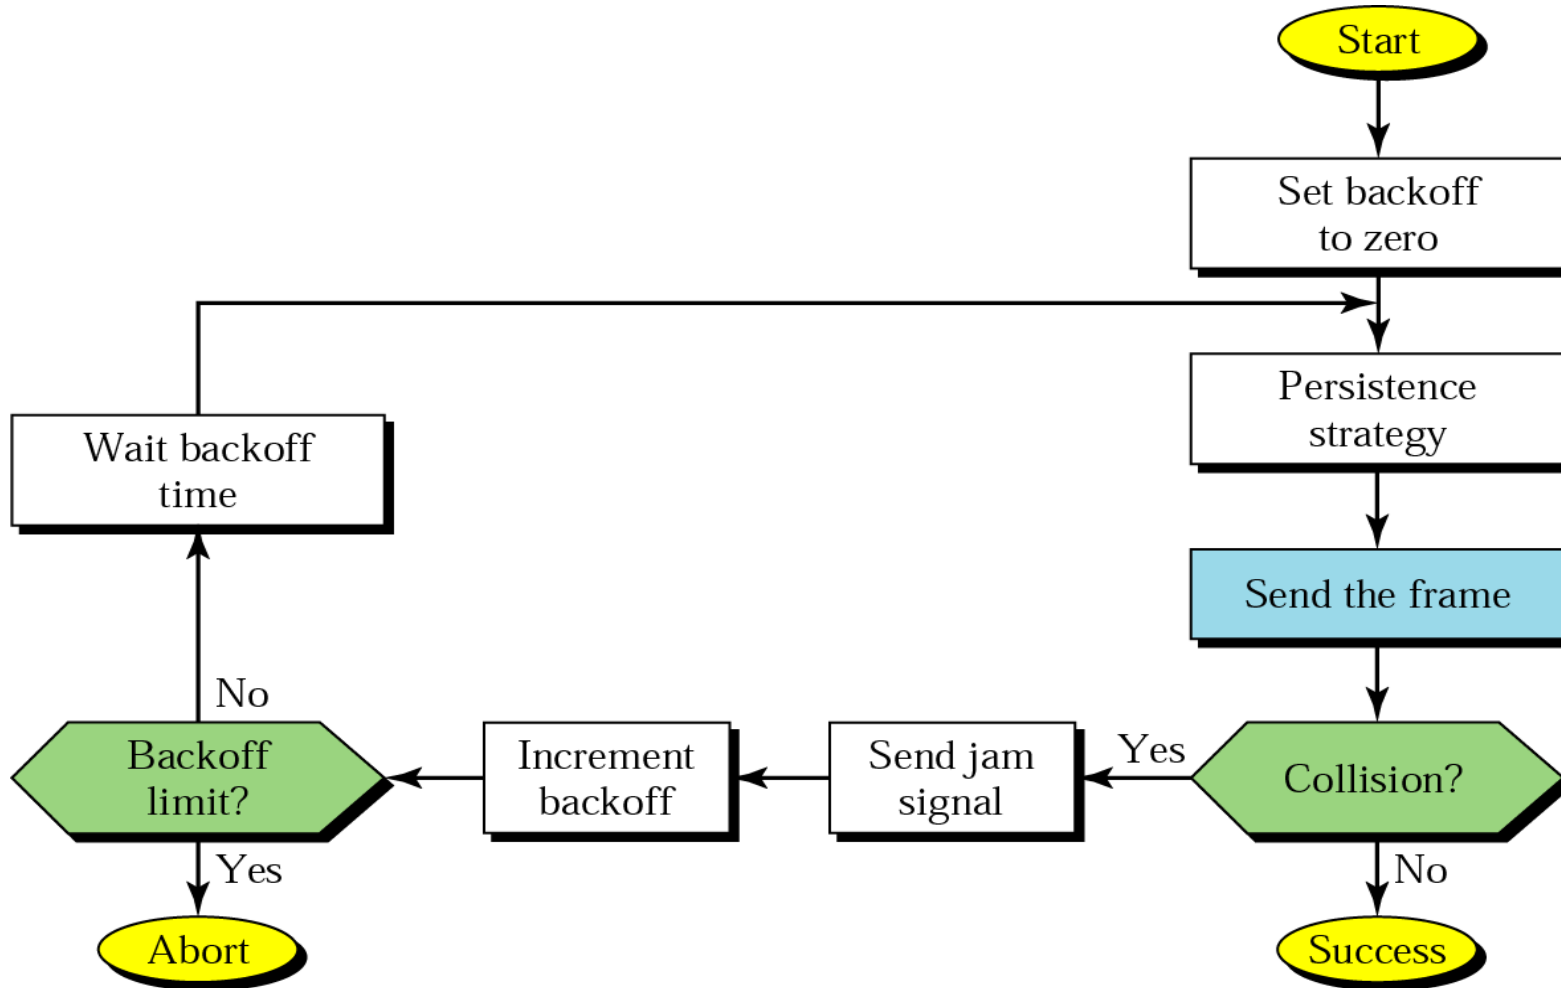 Start
Set backoff
to zero
Persistence
strategy
Wait backoff
time
Send the frame
No
Backoff
limit?
Increment
backoff
Send jam
signal
Yes
Collision?
Yes
No
Abort
Success